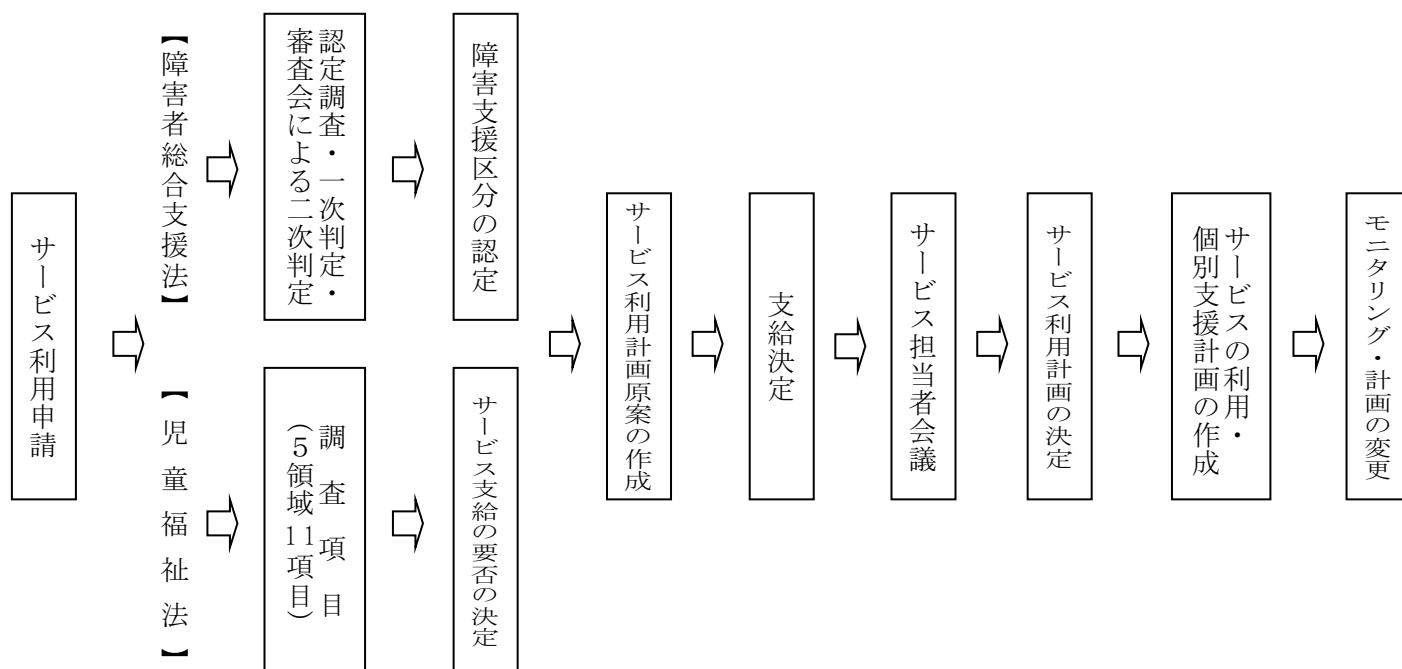 サービス利用申請
【障害者総合支援法】
認定調査・一次判定・
審査会による二次判定
障害支援区分の認定
【児童福祉法】
調査項目
（５領域11項目）
サービス支給の要否の決定
サービス利用計画原案の作成
支給決定
サービス担当者会議
サービス利用計画の決定
サービスの利用・
個別支援計画の作成
モニタリング・計画の変更